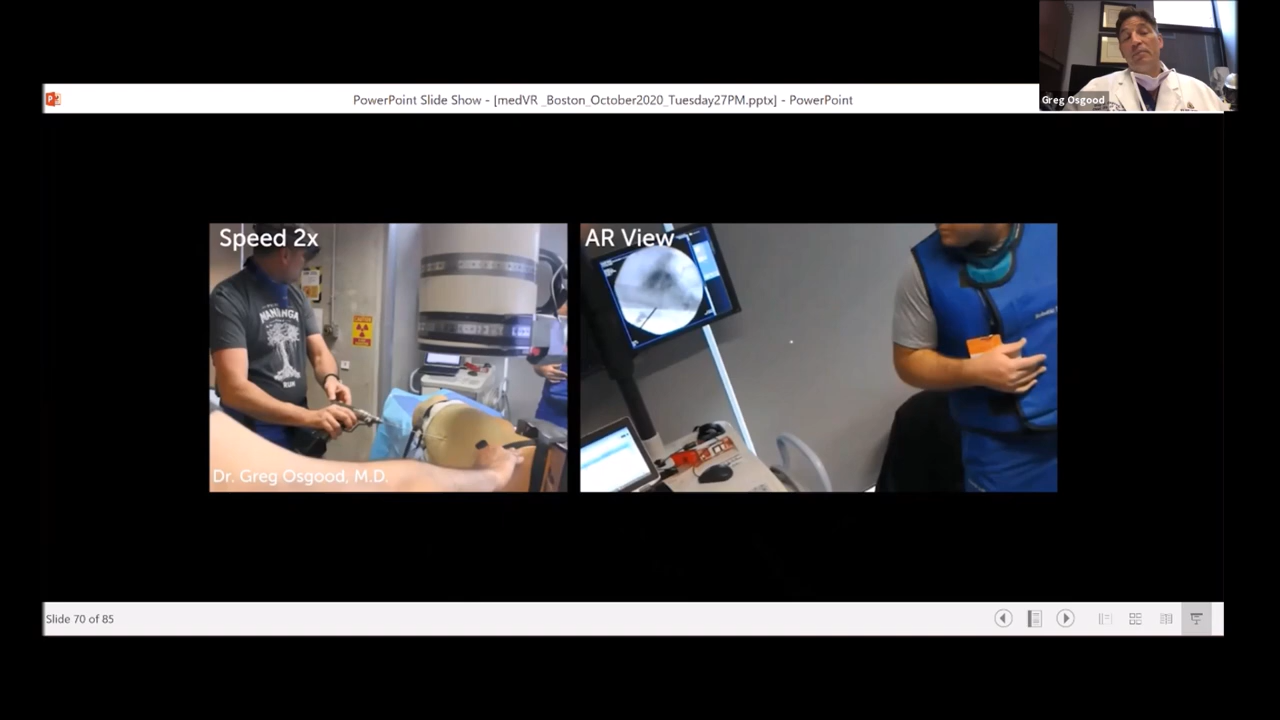 PowerPoint Slide Show - [medVR _Boston_October2020_Tuesday27PM.pptx] - PowerPoint
Greg Osgood
Speed 2x
AR View
RUN
Dr. Greg Osgood, M.D.
Slide 70 of 85